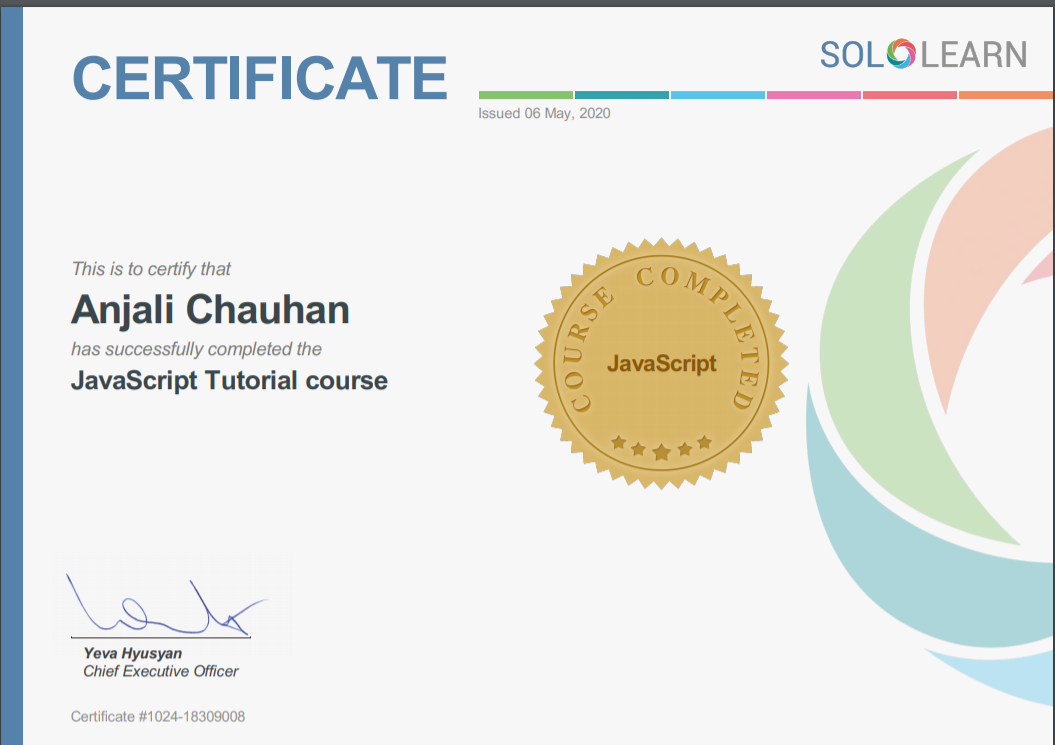 CERTIFICATE
SOLOLEARN
Issued 06 May, 2020
This is to certify that
Anjali Chauhan
has successfully completed the
JavaScript Tutorial course
COURSE COMPLETED
JavaScript
Yeva Hyusyan
Chief Executive Officer
Certificate #1024-18309008